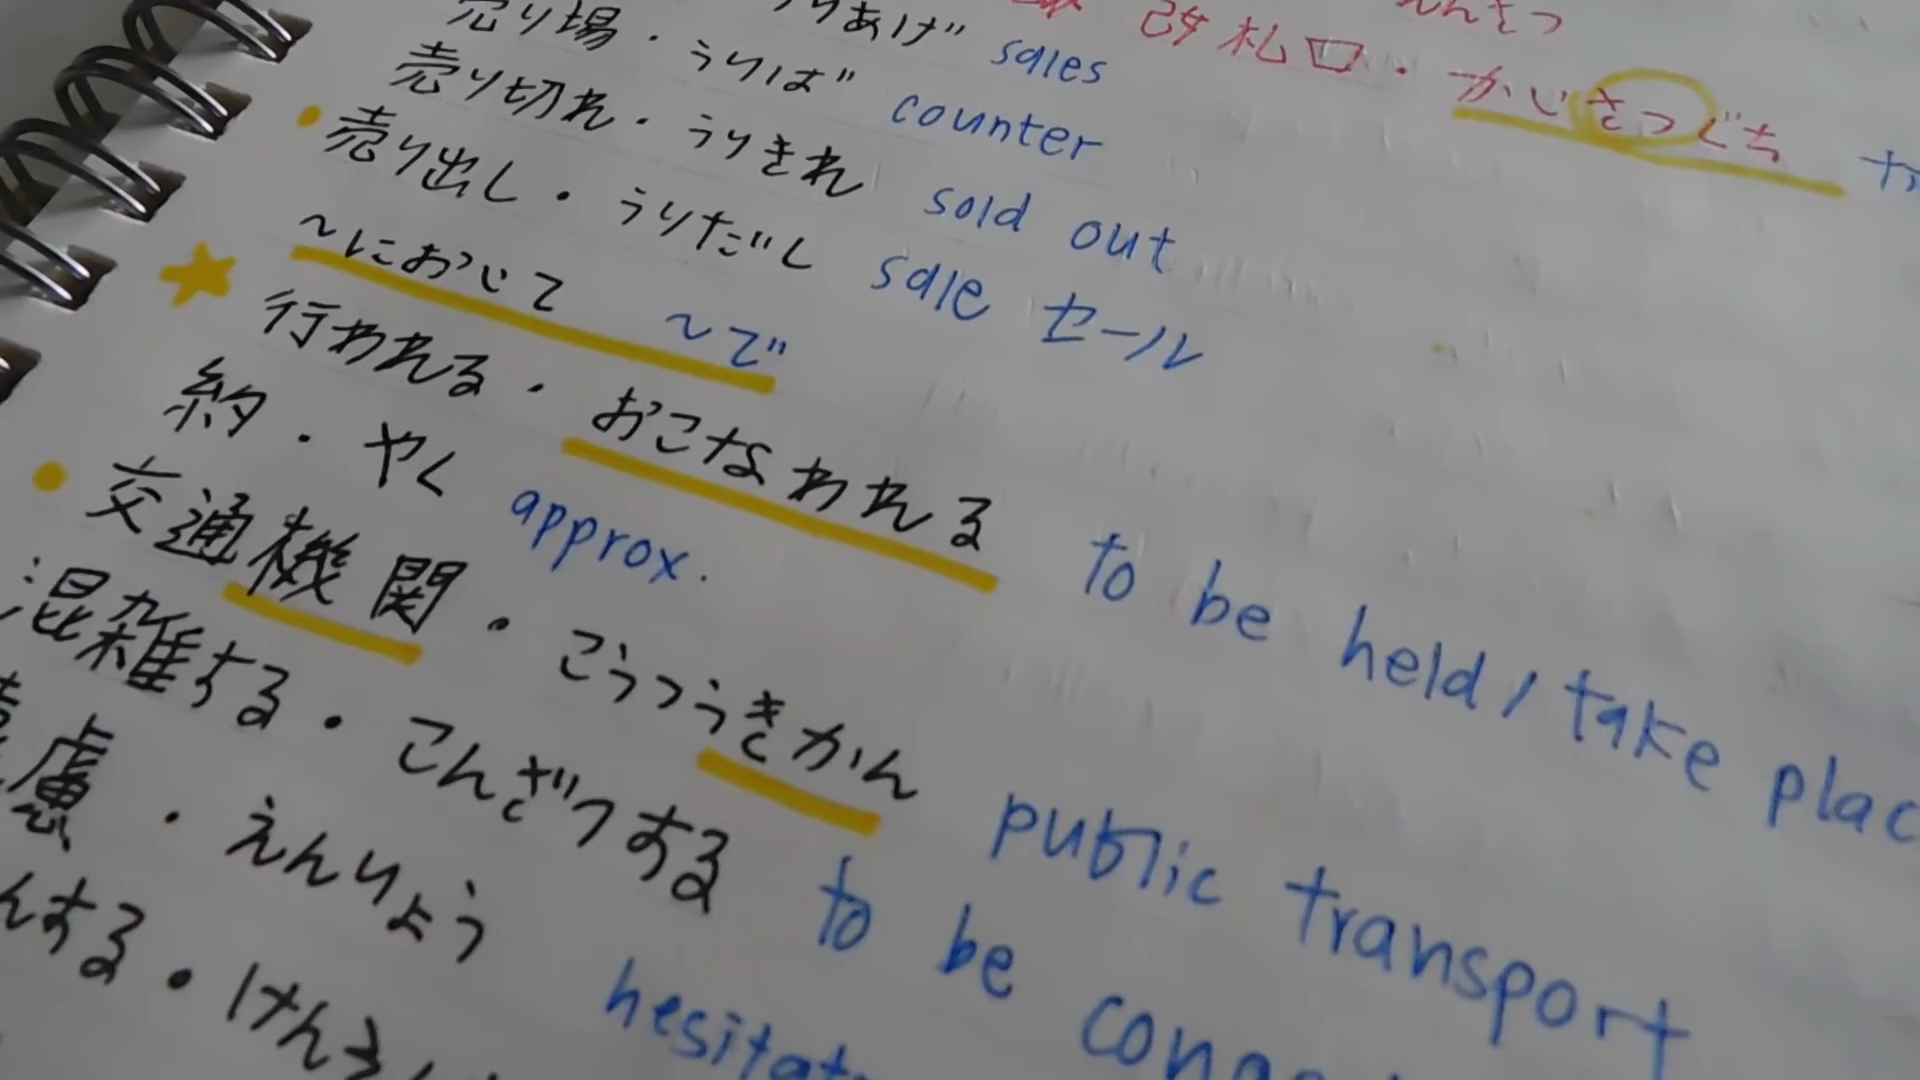 うりあげ sales
売り場・うりば counter
売り切れ・うりきれ sold out
売り出し・うりだし sale セール
～において ～で
行われる・おこなわれる to be held / take plac
約・やく approx.
交通機関・こうつうきかん public transport
混雑する・こんざつする to be cong
慮・えんりょう hesitat
んする・けん
改札口・かいさつぐち
んさつ